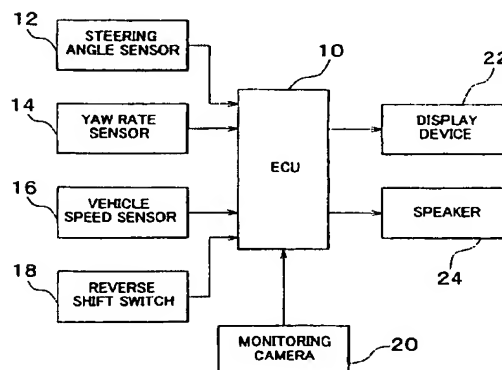 12
STEERING
ANGLE SENSOR
14
YAW RATE
SENSOR
16
VEHICLE
SPEED SENSOR
18
REVERSE
SHIFT SWITCH
10
ECU
22
DISPLAY
DEVICE
SPEAKER
24
MONITORING
CAMERA
20